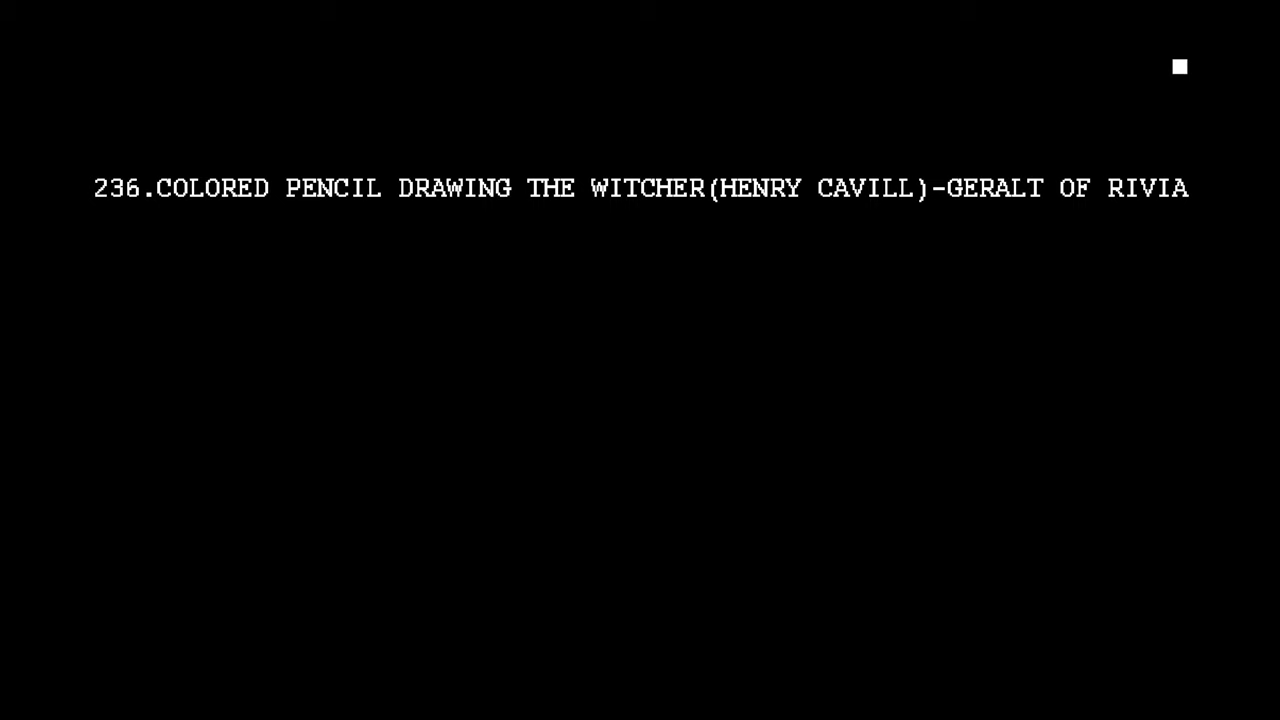 236.COLORED PENCIL DRAWING THE WITCHER(HENRY CAVILL)-GERALT OF RIVIA